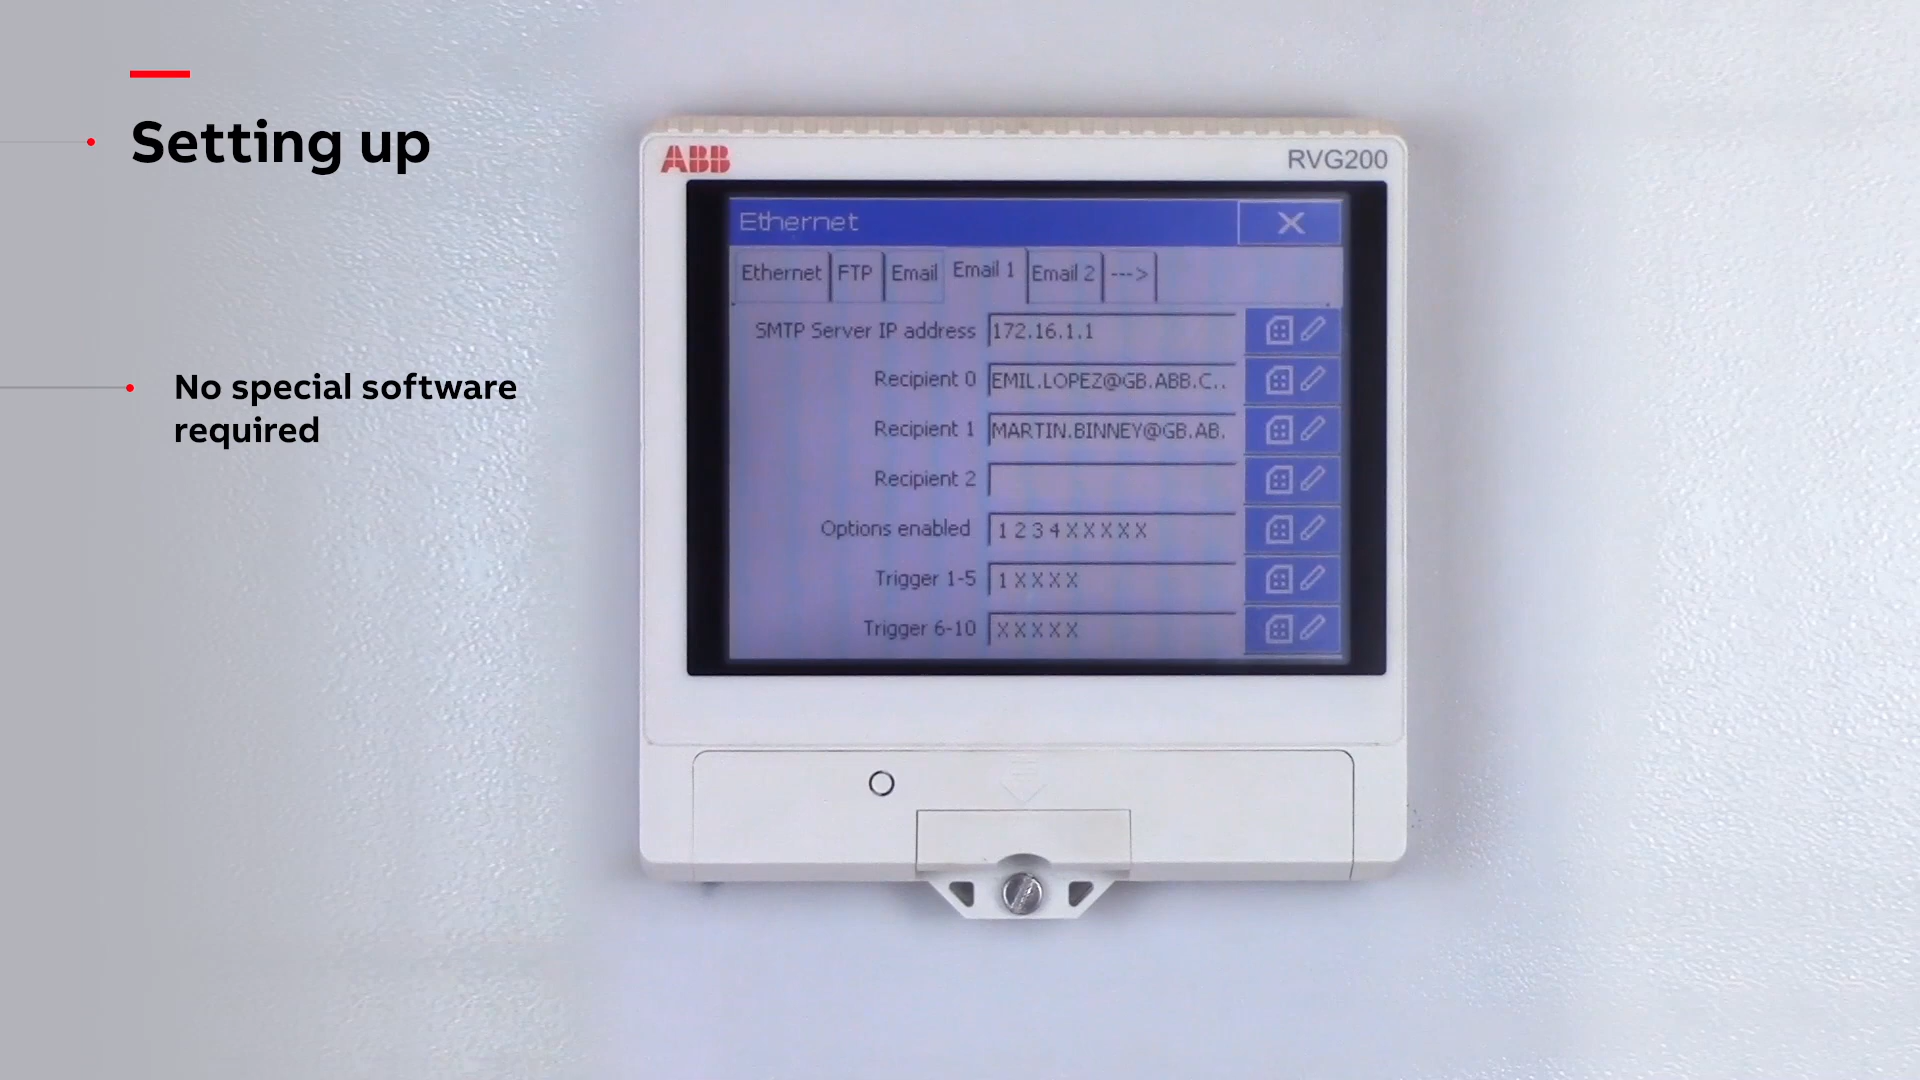 Setting up
No special software
required
ABB
RVG200
Ethernet
Ethernet FTP Email Email 1 Email 2 --->
SMTP Server IP address 172.16.1.1
Recipient 0 EMIL.LOPEZ@GB.ABB.C..
Recipient 1 MARTIN.BINNEY@GB.AB.
Recipient 2
Options enabled 1 2 3 4 X X X X X
Trigger 1-5 1 X X X X
Trigger 6-10 X X X X X